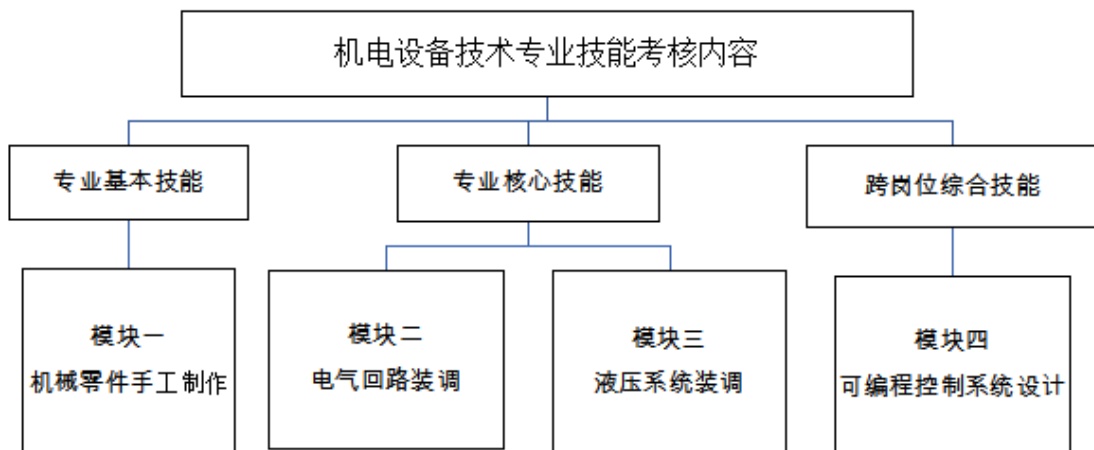 机电设备技术专业技能考核内容
专业基本技能
专业核心技能
跨岗位综合技能
模块一
机械零件手工制作
模块二
电气回路装调
模块三
液压系统装调
模块四
可编程控制系统设计